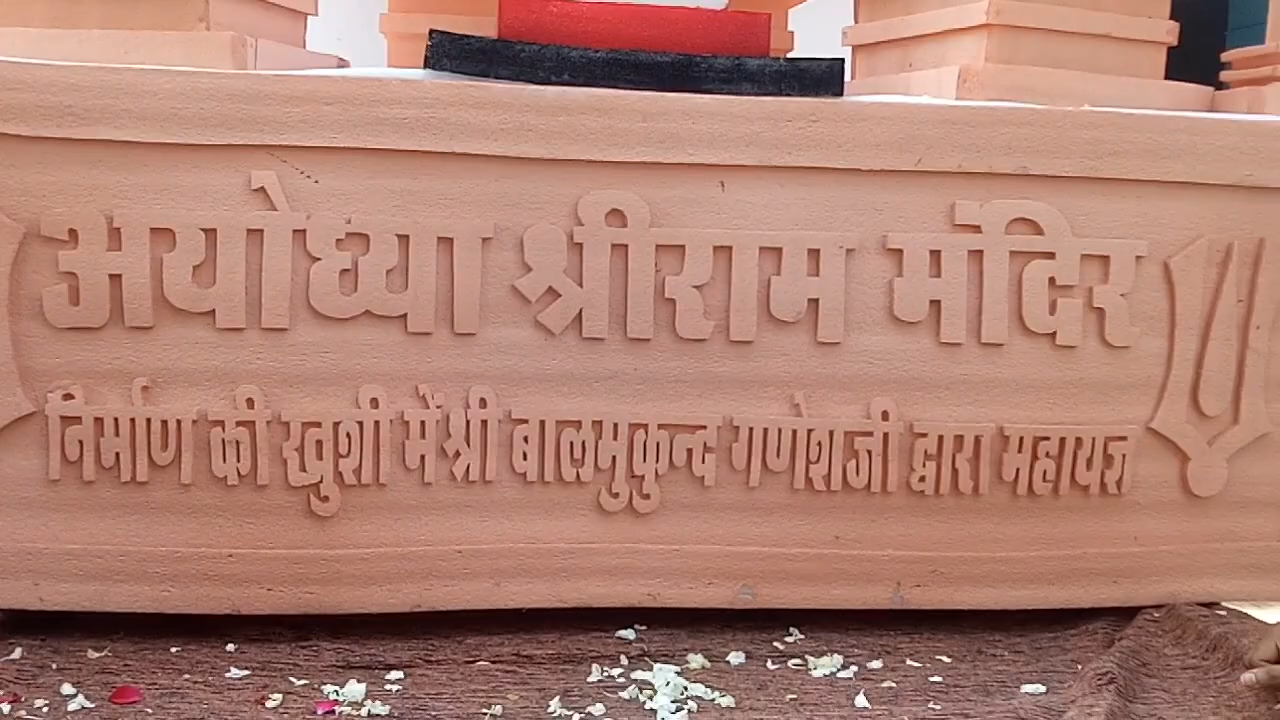 अयोध्या श्रीराम मंदिर
निर्माण की खुशी में श्री बालमुकुन्द गणेशजी द्वारा महायज्ञ